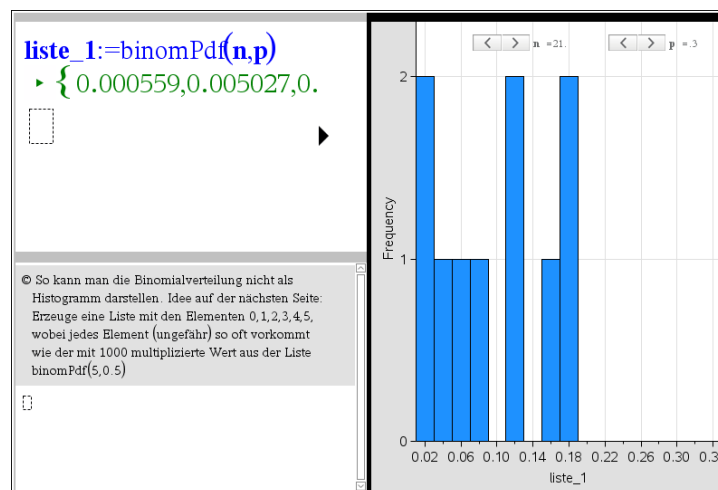 liste_1:=binomPdf(n,p)
▸ {0.000559,0.005027,0.
© So kann man die Binomialverteilung nicht als
Histogramm darstellen. Idee auf der nächsten Seite:
Erzeuge eine Liste mit den Elementen 0,1,2,3,4,5,
wobei jedes Element (ungefähr) so oft vorkommt
wie der mit 1000 multiplizierte Wert aus der Liste
binomPdf(5,0.5)
n =21.
p =.3
2
Frequency
1
0
0.02 0.06 0.10 0.14 0.18 0.22 0.26 0.30 0.3
liste_1